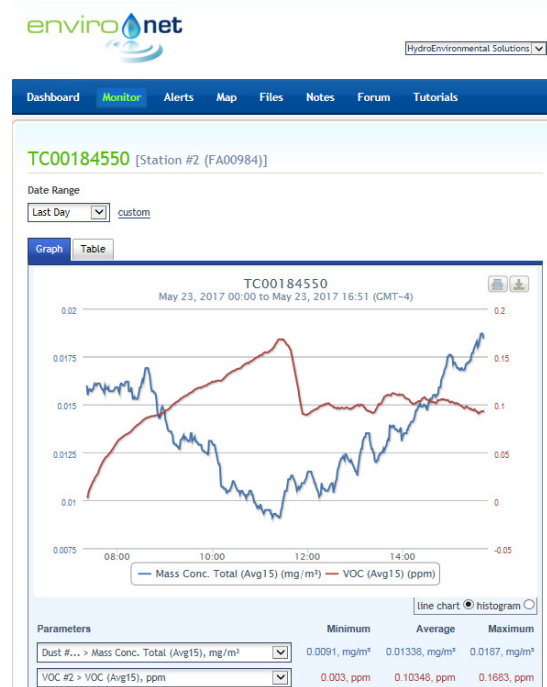 enviro net
HydroEnvironmental Solutions
Dashboard Monitor Alerts Map Files Notes Forum Tutorials
TC00184550 [Station #2 (FA00984)]
Date Range
Last Day custom
Graph Table
TC00184550
May 23, 2017 00:00 to May 23, 2017 16:51 (GMT-4)
0.02 0.2
0.0175 0.15
0.015 0.1
0.0125 0.05
0.01 0
0.0075 -0.05
08:00 10:00 12:00 14:00
Mass Conc. Total (Avg15) (mg/m³) VOC (Avg15) (ppm)
line chart histogram
Parameters Minimum Average Maximum
Dust #... > Mass Conc. Total (Avg15), mg/m³ 0.0091, mg/m³ 0.01338, mg/m³ 0.0187, mg/m³
VOC #2 > VOC (Avg15), ppm 0.003, ppm 0.10348, ppm 0.1683, ppm